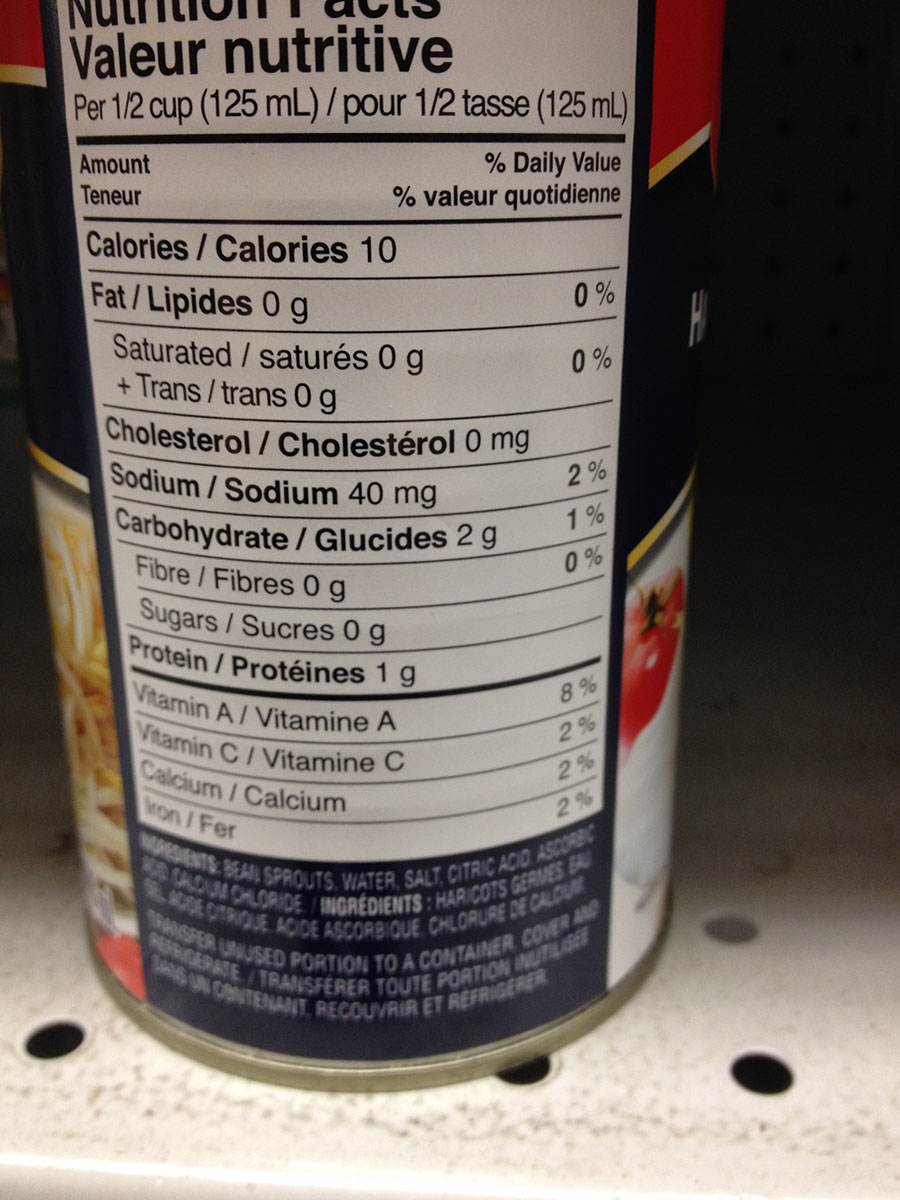 Nutrition Facts
Valeur nutritive
Per 1/2 cup (125 mL) / pour 1/2 tasse (125 mL)
Amount % Daily Value
Teneur % valeur quotidienne
Calories / Calories 10
Fat / Lipides 0 g 0 %
Saturated / saturés 0 g 0 %
+ Trans / trans 0 g
Cholesterol / Cholestérol 0 mg
Sodium / Sodium 40 mg 2 %
Carbohydrate / Glucides 2 g 1 %
Fibre / Fibres 0 g 0 %
Sugars / Sucres 0 g
Protein / Protéines 1 g
Vitamin A / Vitamine A 8 %
Vitamin C / Vitamine C 2 %
Calcium / Calcium 2 %
Iron / Fer 2 %
INGREDIENTS: BEAN SPROUTS, WATER, SALT, CITRIC ACID, ASCORBIC
ACID, CALCIUM CHLORIDE. / INGRÉDIENTS : HARICOTS GERMÉS, EAU,
SEL, ACIDE CITRIQUE, ACIDE ASCORBIQUE, CHLORURE DE CALCIUM.
TRANSFER UNUSED PORTION TO A CONTAINER, COVER AND
REFRIGERATE. / TRANSFÉRER TOUTE PORTION INUTILISÉE
DANS UN CONTENANT, RECOUVRIR ET RÉFRIGÉRER.